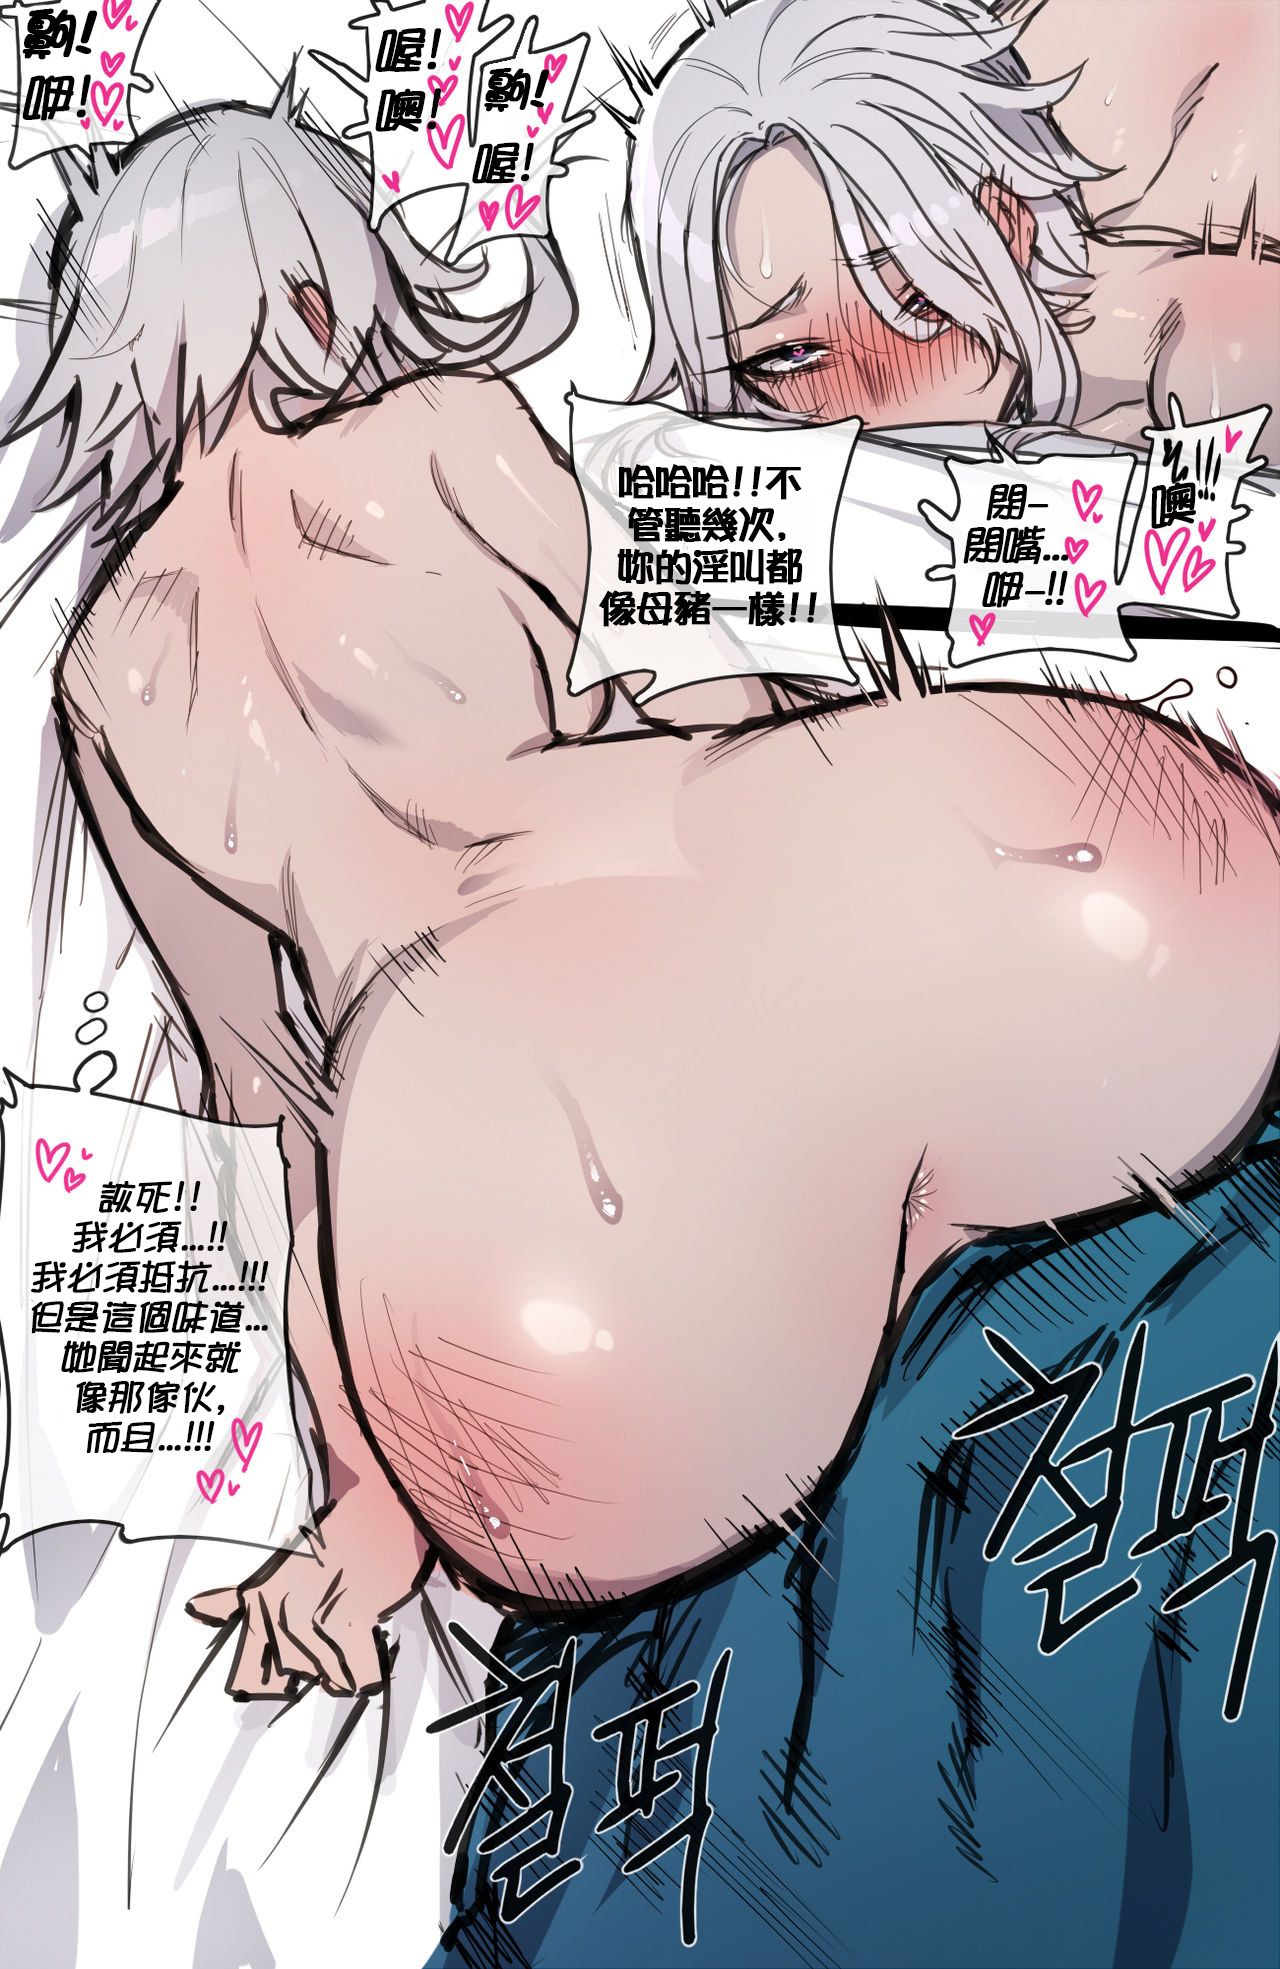 齁!
咿!
喔!
噢!
齁!
喔!
哈哈哈!!不
管聽幾次,
妳的淫叫都
像母豬一樣!!
閉-
閉嘴...
咿-!!
噢!!!
該死!!
我必須...!!
我必須抵抗...!!!
但是這個味道...
她聞起來就
像那傢伙,
而且...!!!
철퍽
철퍽